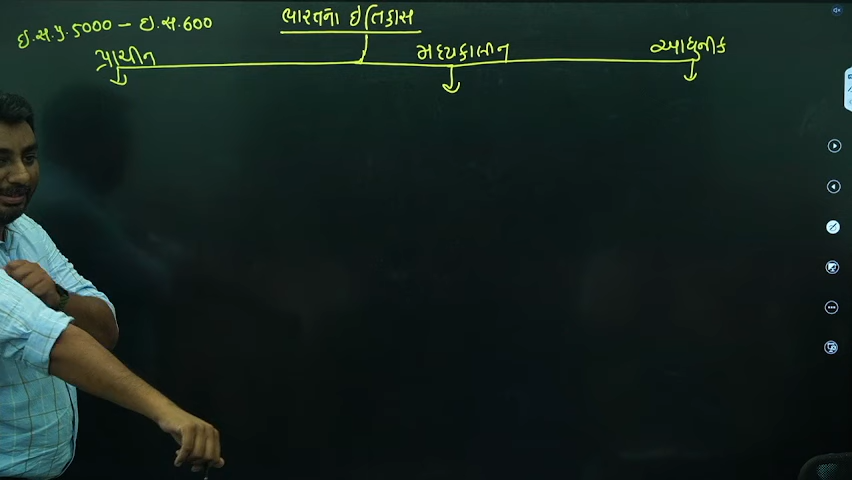 ભારતનો ઇતિહાસ
ઇ.સ.પૂ.5000 – ઇ.સ.600
પ્રાચીન
મધ્યકાલીન
આધુનીક